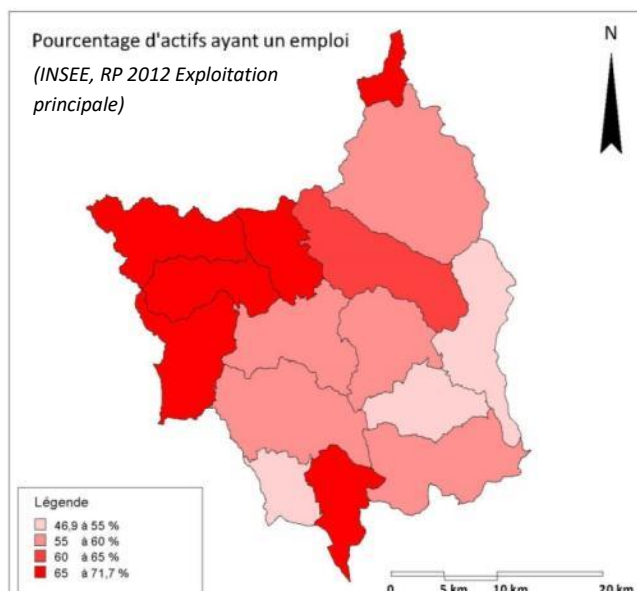 Pourcentage d'actifs ayant un emploi
(INSEE, RP 2012 Exploitation
principale)
N
Légende
46,9 à 55 %
55 à 60 %
60 à 65 %
65 à 71,7 %
0 5 km 10 km 20 km